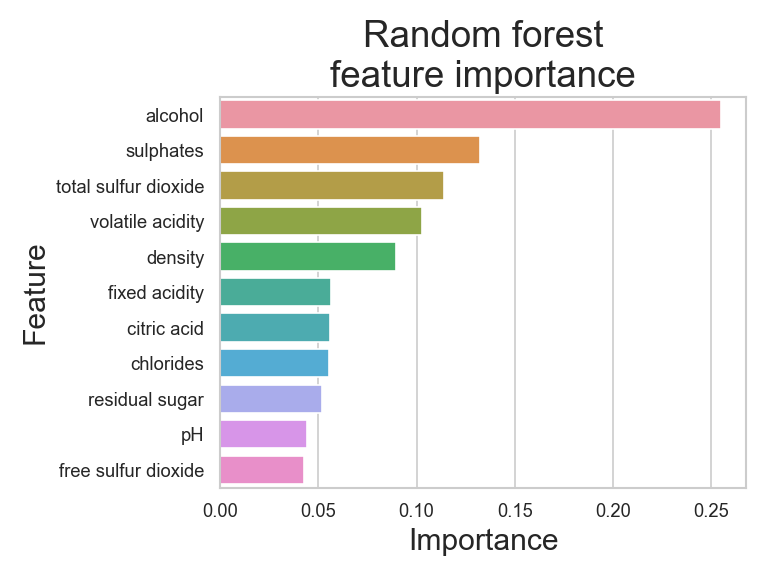 Random forest
feature importance
Feature
alcohol
sulphates
total sulfur dioxide
volatile acidity
density
fixed acidity
citric acid
chlorides
residual sugar
pH
free sulfur dioxide
0.00 0.05 0.10 0.15 0.20 0.25
Importance